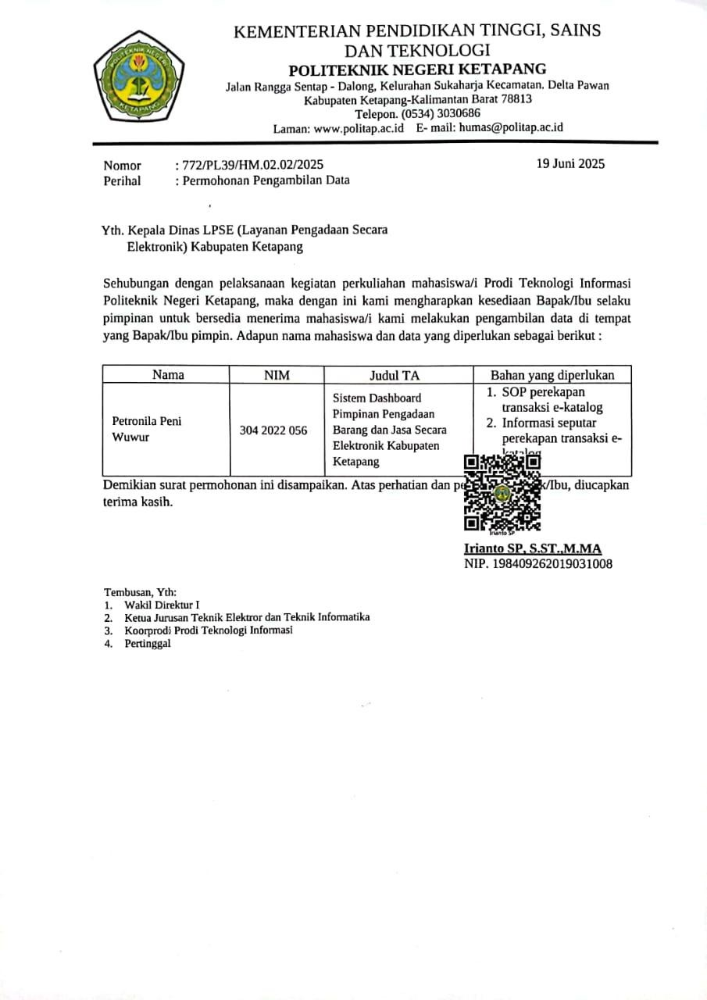 POLITEKNIK NEGERI
KETAPANG
KEMENTERIAN PENDIDIKAN TINGGI, SAINS
DAN TEKNOLOGI
POLITEKNIK NEGERI KETAPANG
Jalan Rangga Sentap - Dalong, Kelurahan Sukaharja Kecamatan. Delta Pawan
Kabupaten Ketapang-Kalimantan Barat 78813
Telepon. (0534) 3030686
Laman: www.politap.ac.id E- mail: humas@politap.ac.id
Nomor : 772/PL39/HM.02.02/2025 19 Juni 2025
Perihal : Permohonan Pengambilan Data
Yth. Kepala Dinas LPSE (Layanan Pengadaan Secara
Elektronik) Kabupaten Ketapang
Sehubungan dengan pelaksanaan kegiatan perkuliahan mahasiswa/i Prodi Teknologi Informasi
Politeknik Negeri Ketapang, maka dengan ini kami mengharapkan kesediaan Bapak/Ibu selaku
pimpinan untuk bersedia menerima mahasiswa/i kami melakukan pengambilan data di tempat
yang Bapak/Ibu pimpin. Adapun nama mahasiswa dan data yang diperlukan sebagai berikut :
Nama NIM Judul TA Bahan yang diperlukan
Petronila Peni
Wuwur
304 2022 056
Sistem Dashboard
Pimpinan Pengadaan
Barang dan Jasa Secara
Elektronik Kabupaten
Ketapang
1. SOP perekapan
transaksi e-katalog
2. Informasi seputar
perekapan transaksi e-
katalog
Demikian surat permohonan ini disampaikan. Atas perhatian dan /Ibu, diucapkan
terima kasih.
Irianto SP
Irianto SP, S.ST.,M.MA
NIP. 198409262019031008
Tembusan, Yth:
1. Wakil Direktur I
2. Ketua Jurusan Teknik Elektror dan Teknik Informatika
3. Koorprodi Prodi Teknologi Informasi
4. Pertinggal